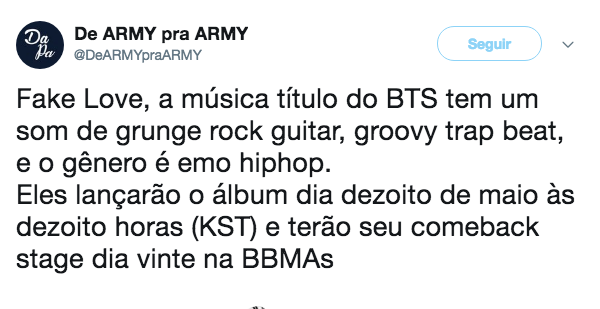 Da
Pa
De ARMY pra ARMY
@DeARMYpraARMY
Seguir
Fake Love, a música título do BTS tem um
som de grunge rock guitar, groovy trap beat,
e o gênero é emo hiphop.
Eles lançarão o álbum dia dezoito de maio às
dezoito horas (KST) e terão seu comeback
stage dia vinte na BBMAs